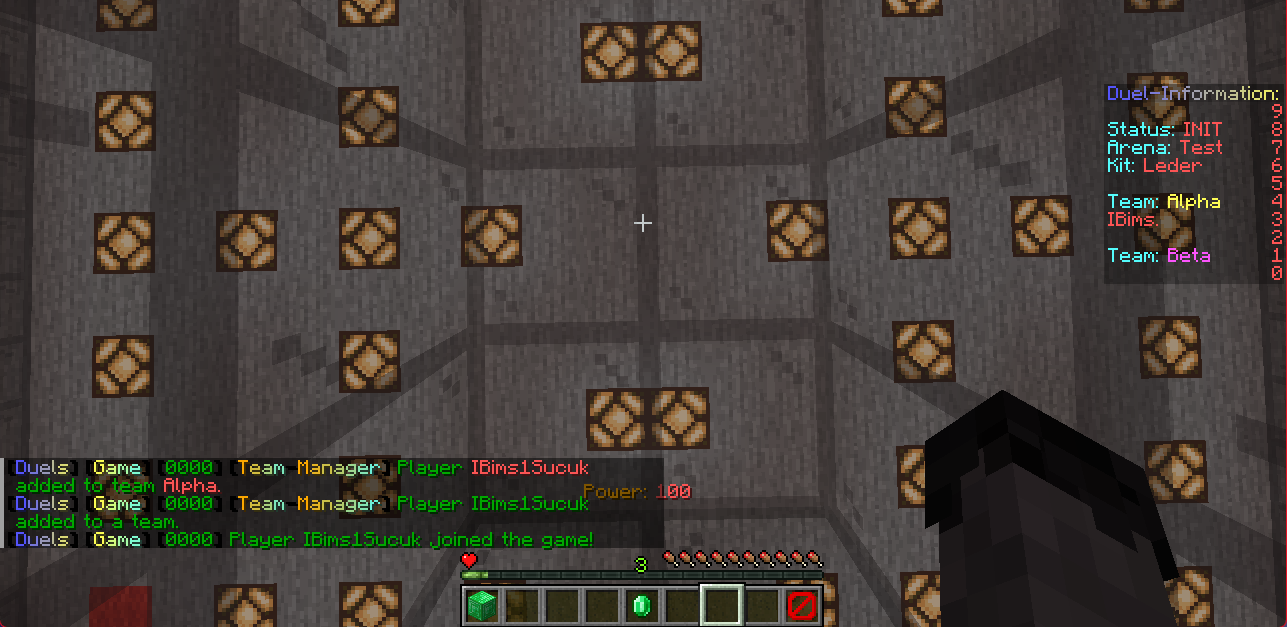 Duel-Information:
9
Status: INIT 8
Arena: Test 7
Kit: Leder 6
5
Team: Alpha 4
IBims. 3
2
Team: Beta 1
0
[Duels] [Game] [0000] [Team-Manager] Player IBims1Sucuk
added to team Alpha.
[Duels] [Game] [0000] [Team-Manager] Player IBims1Sucuk
added to a team.
[Duels] [Game] [0000] Player IBims1Sucuk joined the game!
Power: 100
3